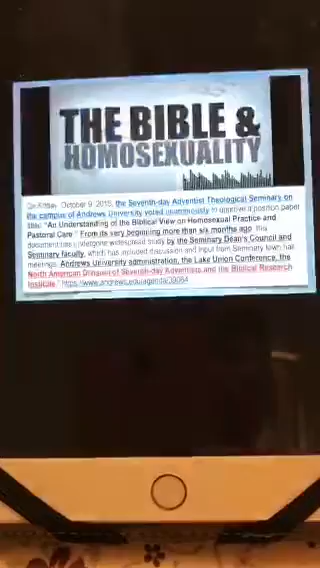 THE BIBLE &
HOMOSEXUALITY
On Friday, October 9, 2015, the Seventh-day Adventist Theological Seminary on
the campus of Andrews University voted unanimously to approve a position paper
title: "An Understanding of the Biblical View on Homosexual Practice and
Pastoral Care." From its very beginning more than six months ago, this
document has undergone widespread study by the Seminary Dean's Council and
Seminary faculty, which has included discussion and input from Seminary town hall
meetings, Andrews University administration, the Lake Union Conference, the
North American Division of Seventh-day Adventists and the Biblical Research
Institute."